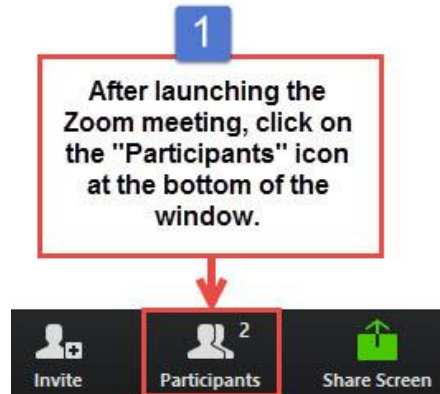 1
After launching the
Zoom meeting, click on
the "Participants" icon
at the bottom of the
window.
2
Invite
Participants
Share Screen